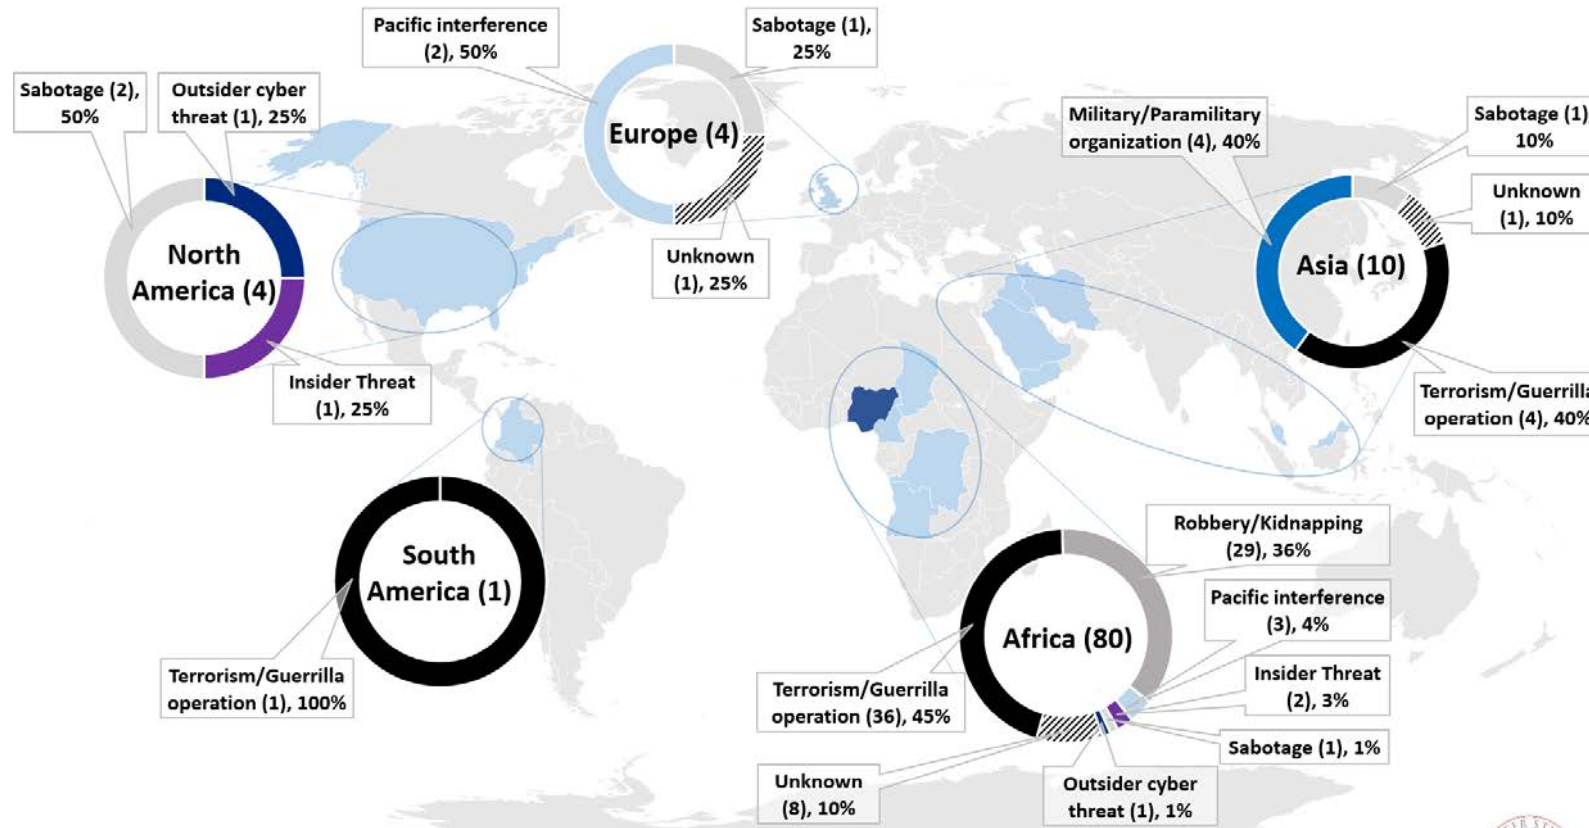 Pacific interference
(2), 50%
Sabotage (1),
25%
Europe (4)
Unknown
(1), 25%
Sabotage (2),
50%
Outsider cyber
threat (1), 25%
North
America (4)
Insider Threat
(1), 25%
Military/Paramilitary
organization (4), 40%
Sabotage (1)
10%
Unknown
(1), 10%
Asia (10)
Terrorism/Guerrilla
operation (4), 40%
South
America (1)
Terrorism/Guerrilla
operation (1), 100%
Robbery/Kidnapping
(29), 36%
Pacific interference
(3), 4%
Africa (80)
Insider Threat
(2), 3%
Terrorism/Guerrilla
operation (36), 45%
Sabotage (1), 1%
Unknown
(8), 10%
Outsider cyber
threat (1), 1%